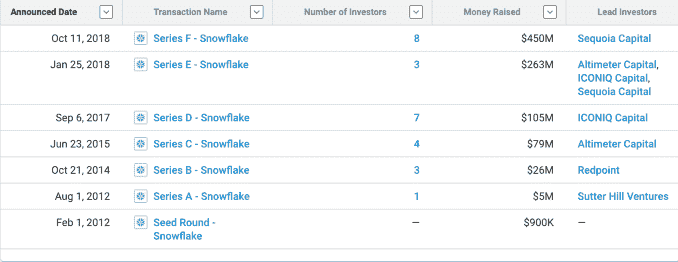 Announced Date Transaction Name Number of Investors Money Raised Lead Investors
Oct 11, 2018 Series F - Snowflake 8 $450M Sequoia Capital
Jan 25, 2018 Series E - Snowflake 3 $263M Altimeter Capital,
ICONIQ Capital,
Sequoia Capital
Sep 6, 2017 Series D - Snowflake 7 $105M ICONIQ Capital
Jun 23, 2015 Series C - Snowflake 4 $79M Altimeter Capital
Oct 21, 2014 Series B - Snowflake 3 $26M Redpoint
Aug 1, 2012 Series A - Snowflake 1 $5M Sutter Hill Ventures
Feb 1, 2012 Seed Round - — $900K —
Snowflake